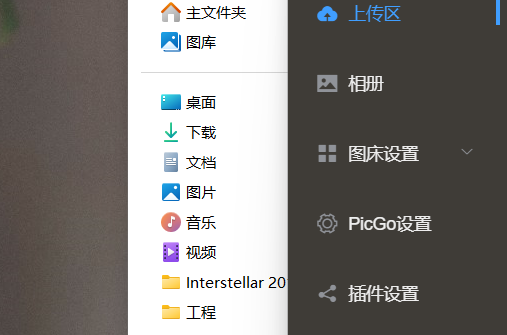 主文件夹
图库
桌面
下载
文档
图片
音乐
视频
Interstellar 20
工程
上传区
相册
图床设置
PicGo设置
插件设置